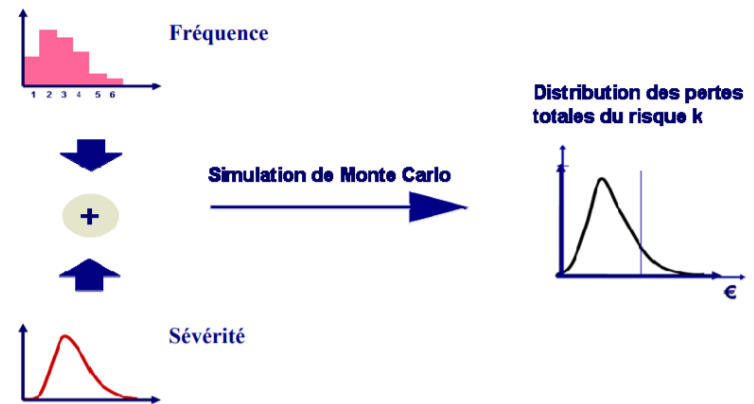 Fréquence
1 2 3 4 5 6
+
Simulation de Monte Carlo
Distribution des pertes
totales du risque k
€
Sévérité